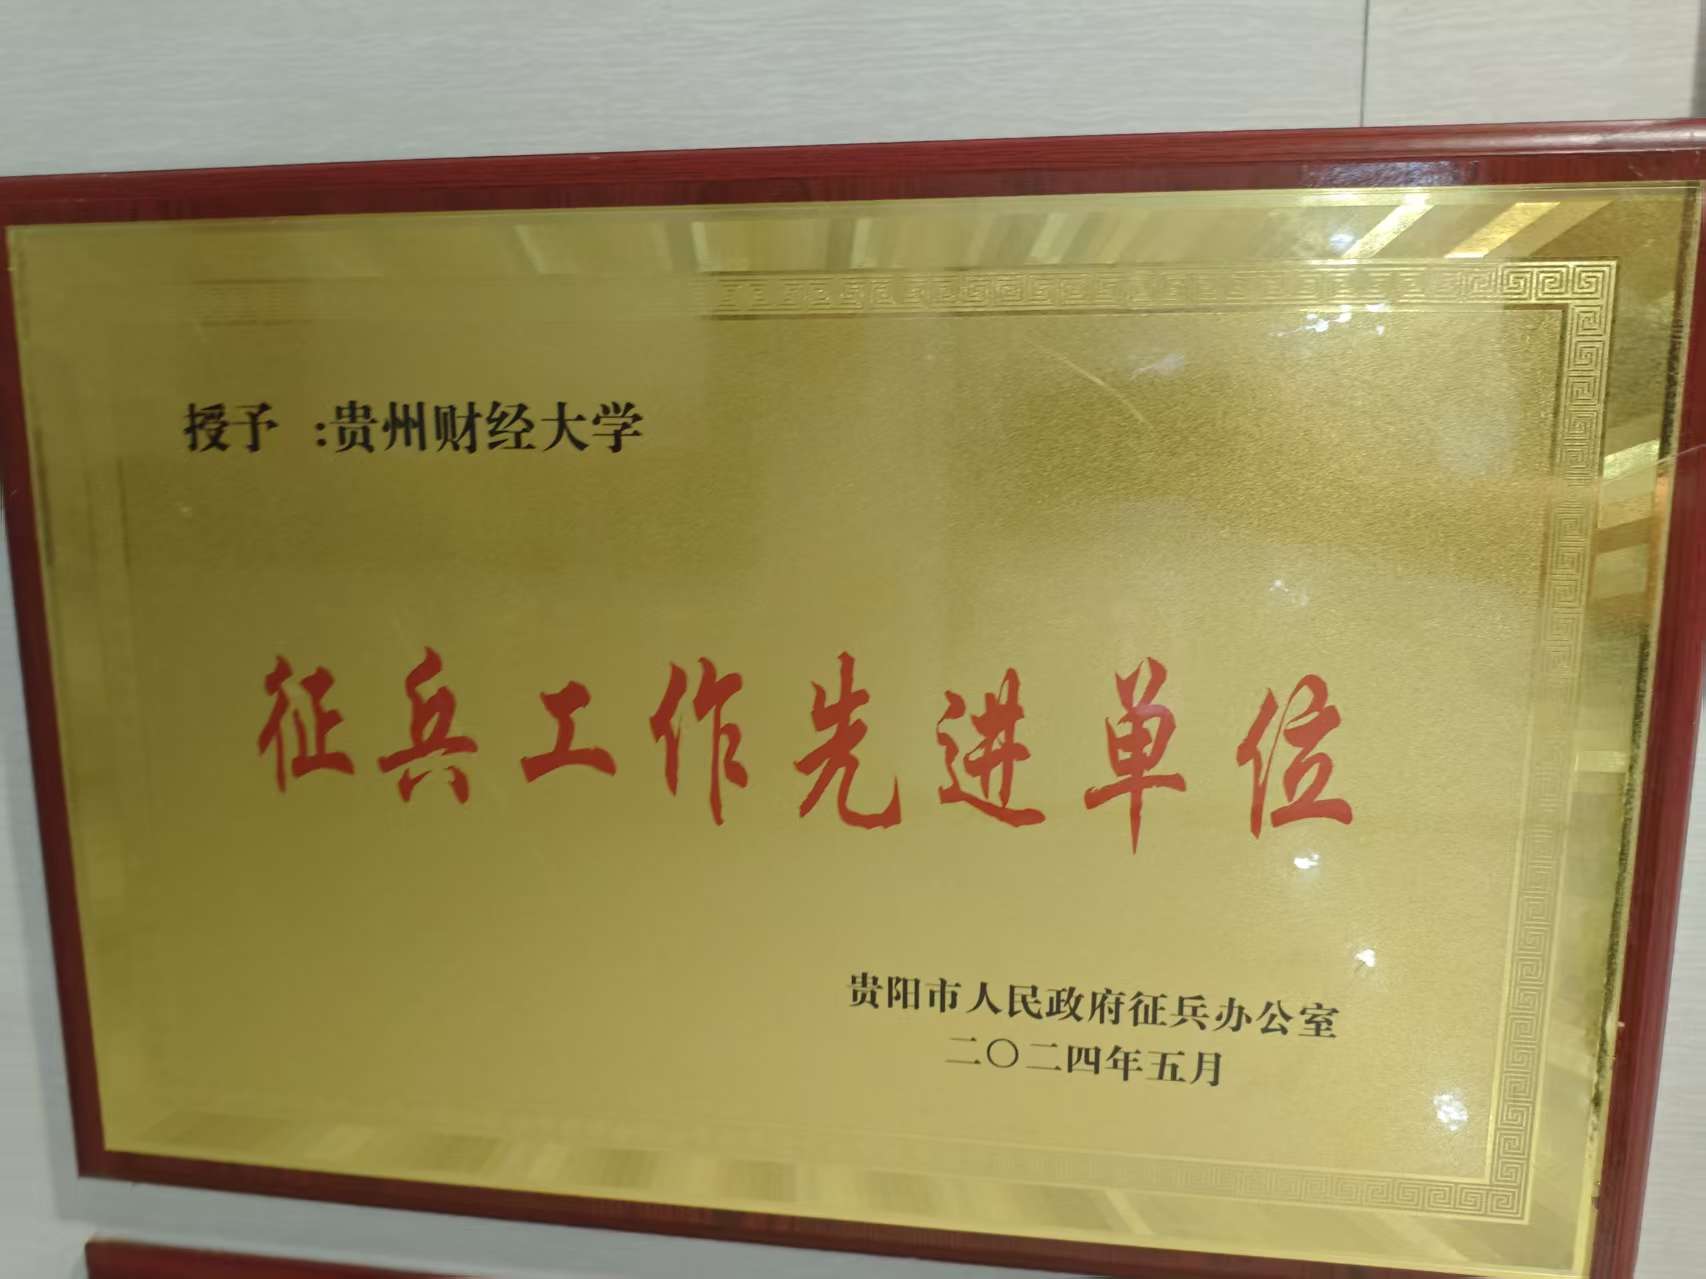 授予 :贵州财经大学
征兵工作先进单位
贵阳市人民政府征兵办公室
二〇二四年五月